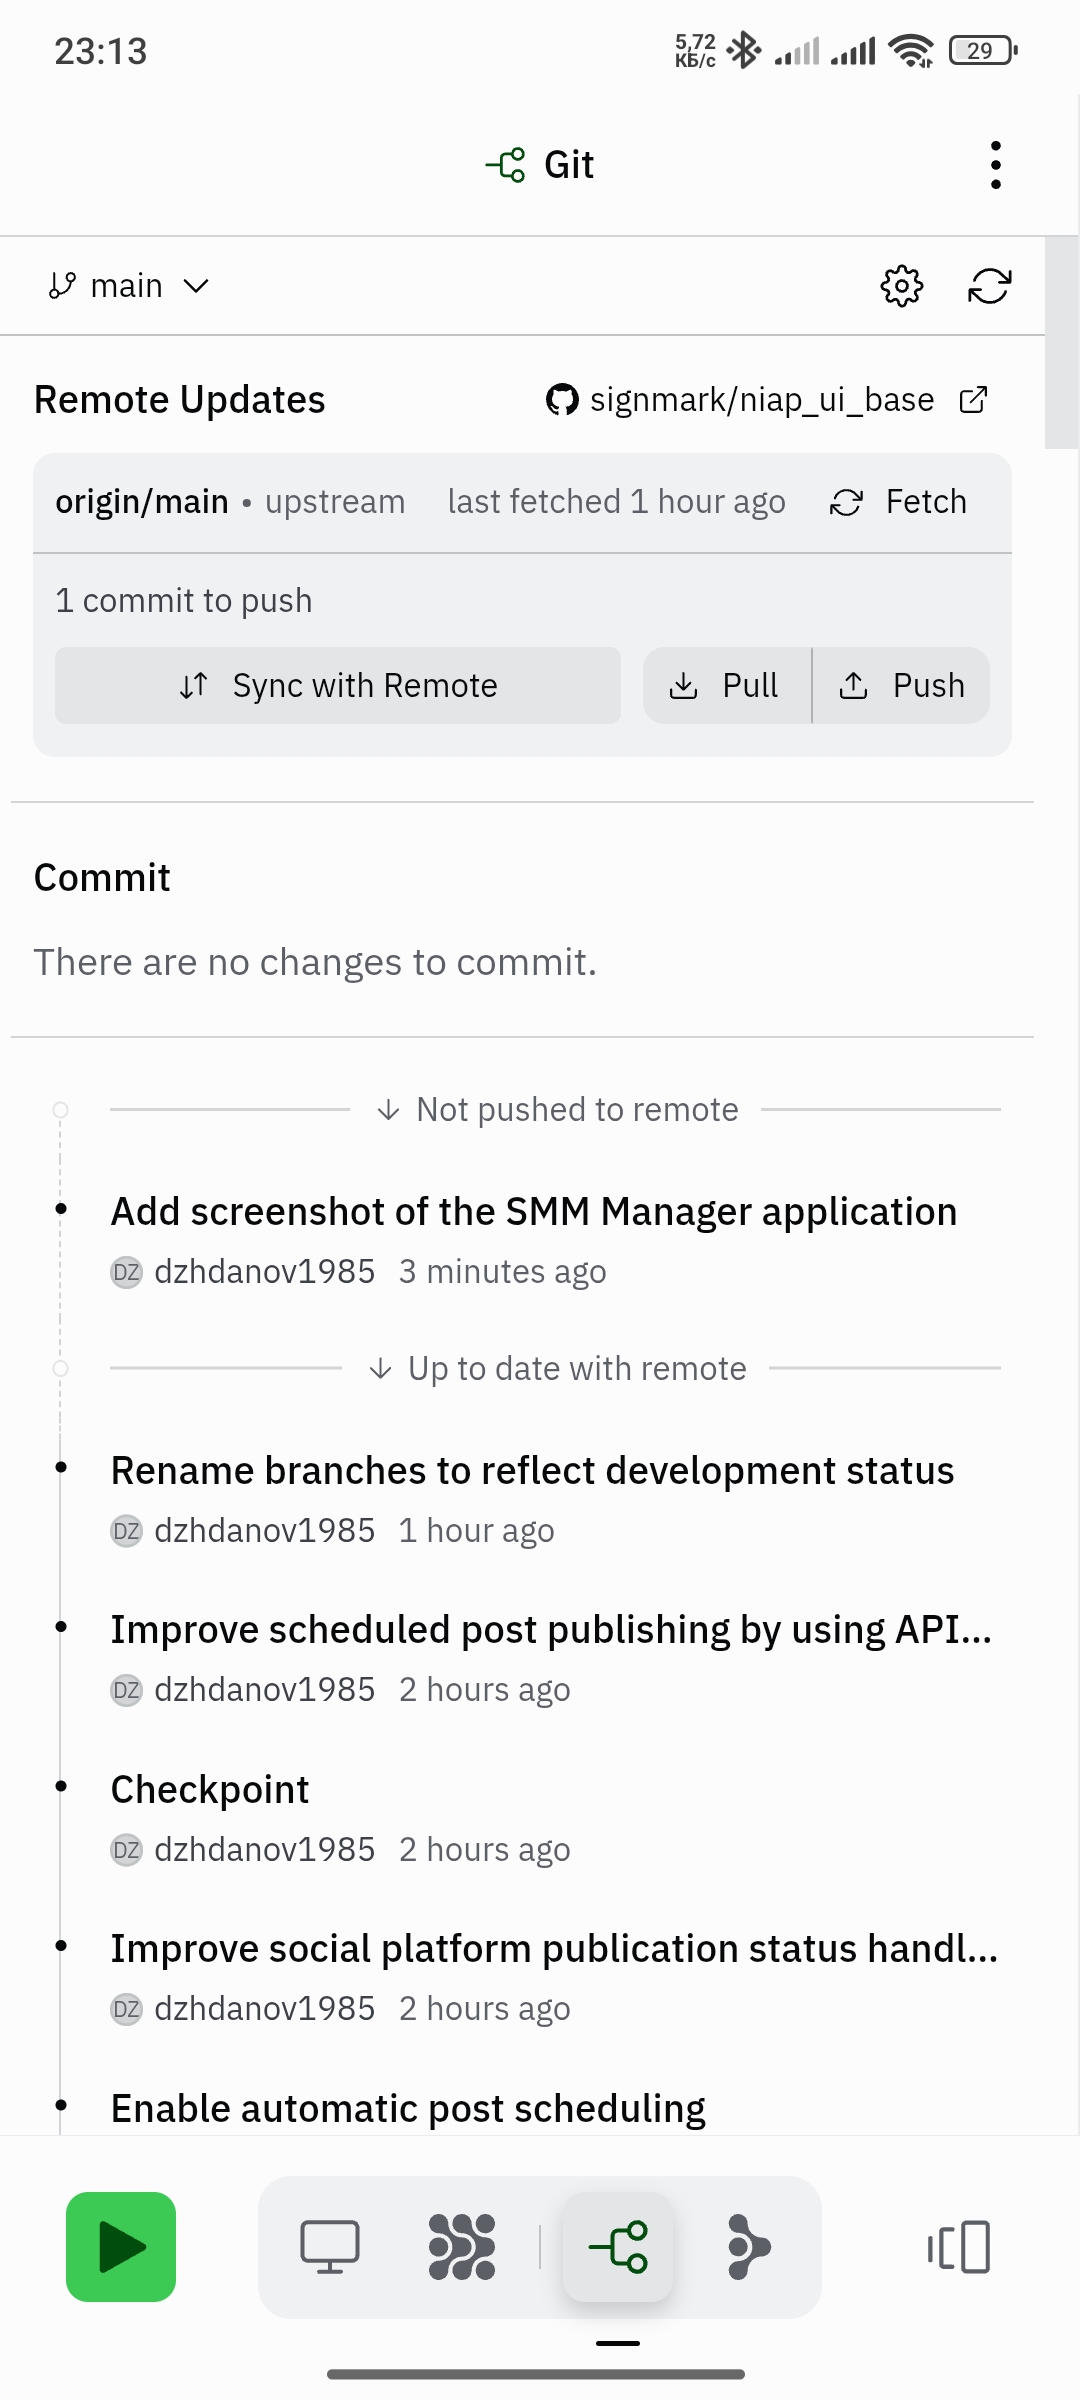 23:13
5,72
КБ/с
29
Git
main
Remote Updates
signmark/niap_ui_base
origin/main • upstream last fetched 1 hour ago Fetch
1 commit to push
Sync with Remote Pull Push
Commit
There are no changes to commit.
Not pushed to remote
Add screenshot of the SMM Manager application
DZ dzhdanov1985 3 minutes ago
Up to date with remote
Rename branches to reflect development status
DZ dzhdanov1985 1 hour ago
Improve scheduled post publishing by using API...
DZ dzhdanov1985 2 hours ago
Checkpoint
DZ dzhdanov1985 2 hours ago
Improve social platform publication status handl...
DZ dzhdanov1985 2 hours ago
Enable automatic post scheduling